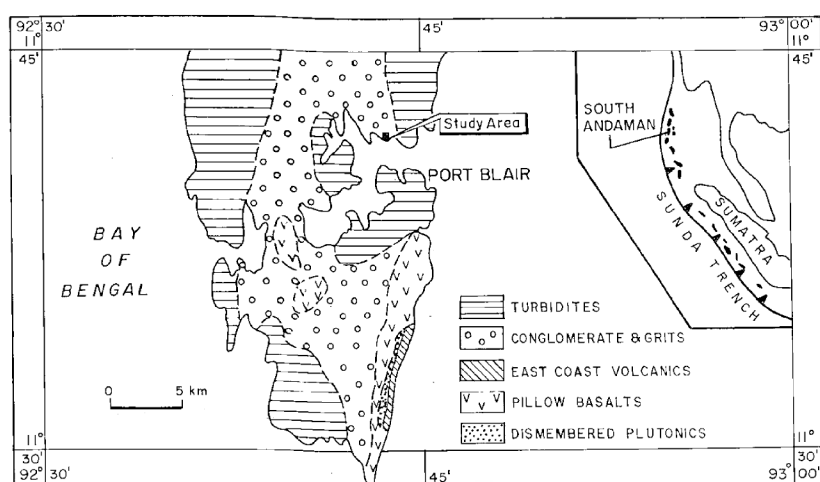 92° 30'
45'
93° 00'
11°
45'
11°
45'
SOUTH
ANDAMAN
Study Area
PORT BLAIR
SUMATRA
SUNDA TRENCH
BAY
OF
BENGAL
TURBIDITES
CONGLOMERATE & GRITS
EAST COAST VOLCANICS
PILLOW BASALTS
DISMEMBERED PLUTONICS
0 5 km
11°
30'
92° 30'
45'
11°
30'
93° 00'